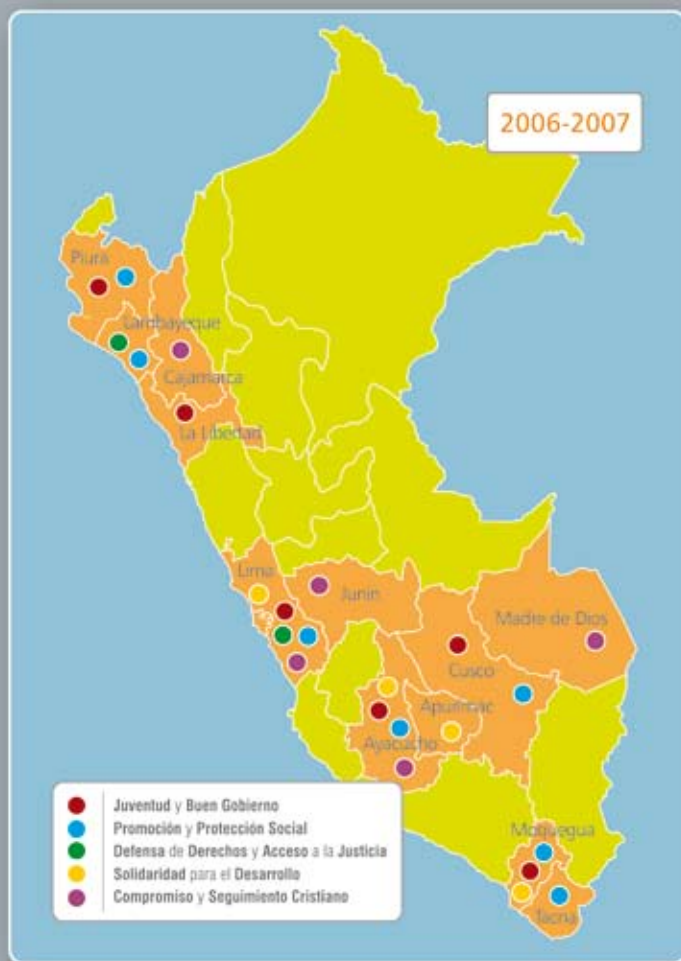 2006-2007
Piura
Lambayeque
Cajamarca
La Libertad
Lima
Junín
Madre de Dios
Cusco
Apurímac
Ayacucho
Juventud y Buen Gobierno
Promoción y Protección Social
Defensa de Derechos y Acceso a la Justicia
Solidaridad para el Desarrollo
Compromiso y Seguimiento Cristiano
Moquegua
Tacna